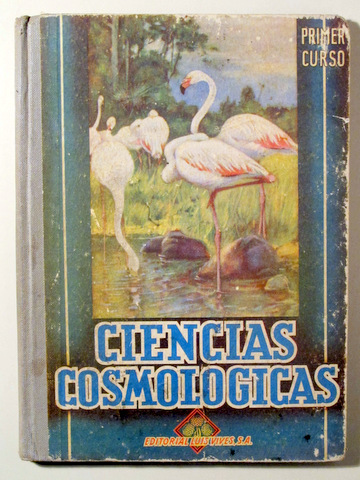 PRIMER
CURSO
CIENCIAS
COSMOLOGICAS
EDITORIAL LUIS VIVES, S.A.